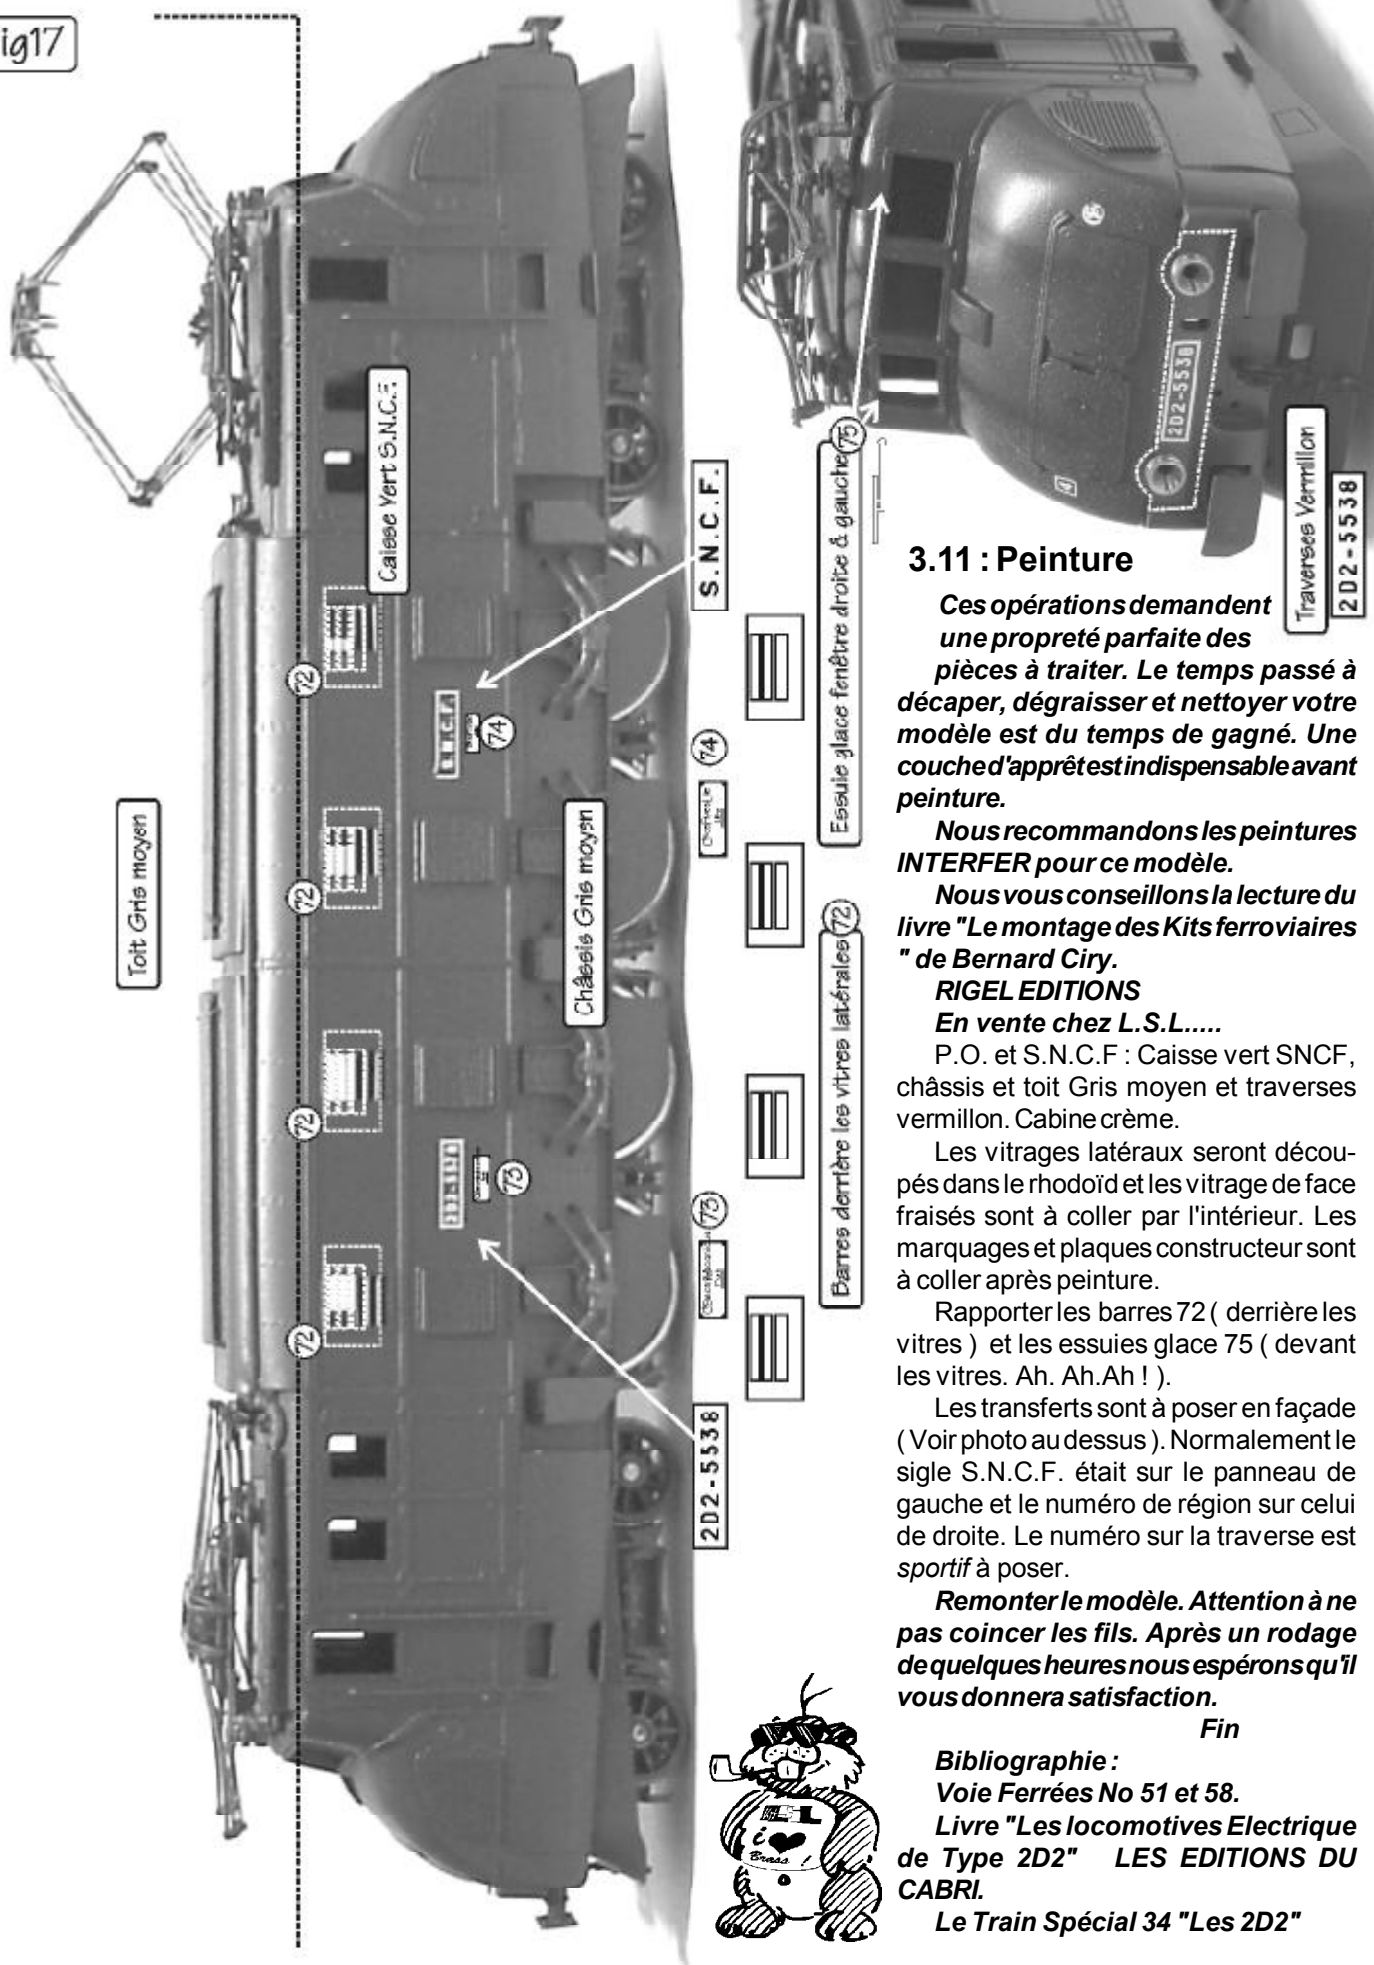 ig17
Toit Gris moyen
Caisse Vert S.N.C.F
Châssis Gris moyen
72
72
72
72
74
73
S.N.C.F.
74
73
2D2-5538
Essuie glace fenêtre droite & gauche 75
Barres derrière les vitres latérales 72
4
2D2-5538
Traverses Vermillon
2D2-5538
3.11 : Peinture
Ces opérations demandent
une propreté parfaite des
pièces à traiter. Le temps passé à
décaper, dégraisser et nettoyer votre
modèle est du temps de gagné. Une
couche d'apprêt est indispensable avant
peinture.
Nous recommandons les peintures
INTERFER pour ce modèle.
Nous vous conseillons la lecture du
livre "Le montage des Kits ferroviaires
" de Bernard Ciry.
RIGEL EDITIONS
En vente chez L.S.L.....
P.O. et S.N.C.F : Caisse vert SNCF,
châssis et toit Gris moyen et traverses
vermillon. Cabine crème.
Les vitrages latéraux seront décou-
pés dans le rhodoïd et les vitrage de face
fraisés sont à coller par l'intérieur. Les
marquages et plaques constructeur sont
à coller après peinture.
Rapporter les barres 72 ( derrière les
vitres ) et les essuies glace 75 ( devant
les vitres. Ah. Ah.Ah ! ).
Les transferts sont à poser en façade
( Voir photo au dessus ). Normalement le
sigle S.N.C.F. était sur le panneau de
gauche et le numéro de région sur celui
de droite. Le numéro sur la traverse est
sportif à poser.
Remonter le modèle. Attention à ne
pas coincer les fils. Après un rodage
de quelques heures nous espérons qu'il
vous donnera satisfaction.
Fin
Bibliographie :
Voie Ferrées No 51 et 58.
Livre "Les locomotives Electrique
de Type 2D2" LES EDITIONS DU
CABRI.
Le Train Spécial 34 "Les 2D2"
LSL
i
Brass !